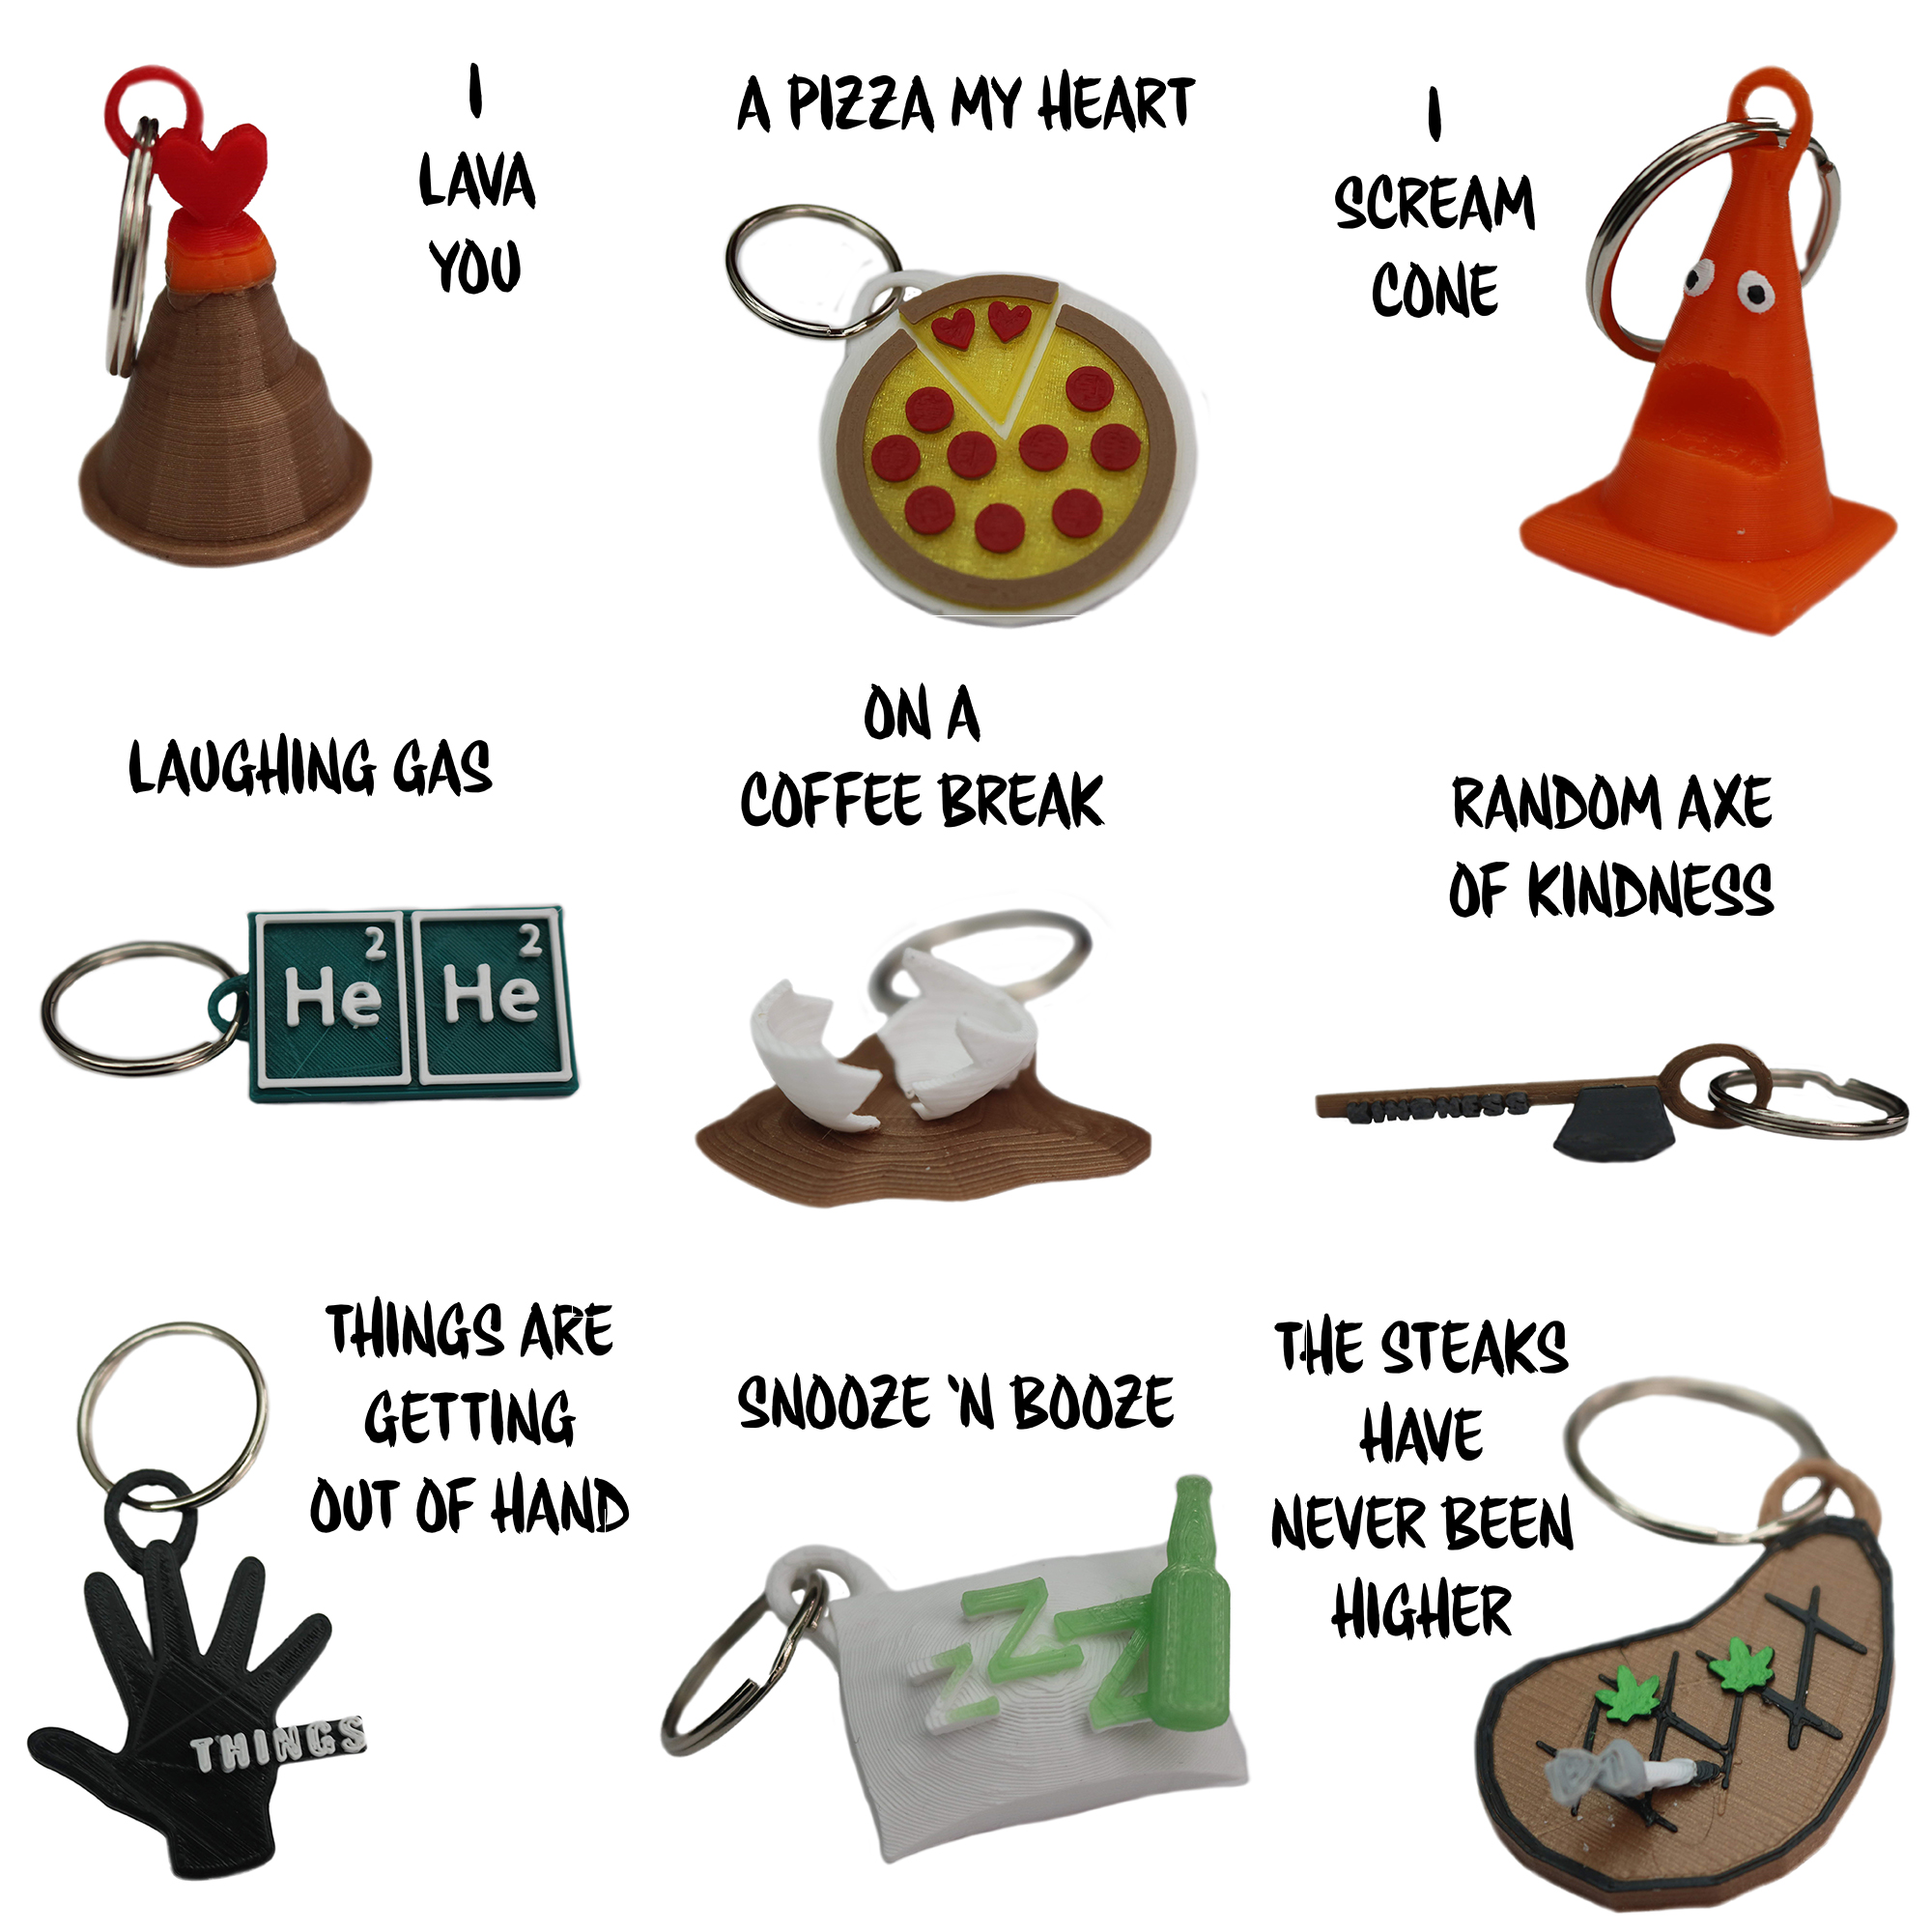 I
LAVA
YOU
A PIZZA MY HEART
I
SCREAM
CONE
LAUGHING GAS
2
He
2
He
ON A
COFFEE BREAK
RANDOM AXE
OF KINDNESS
KINDNESS
THINGS ARE
GETTING
OUT OF HAND
THINGS
SNOOZE 'N BOOZE
z Z Z
THE STEAKS
HAVE
NEVER BEEN
HIGHER